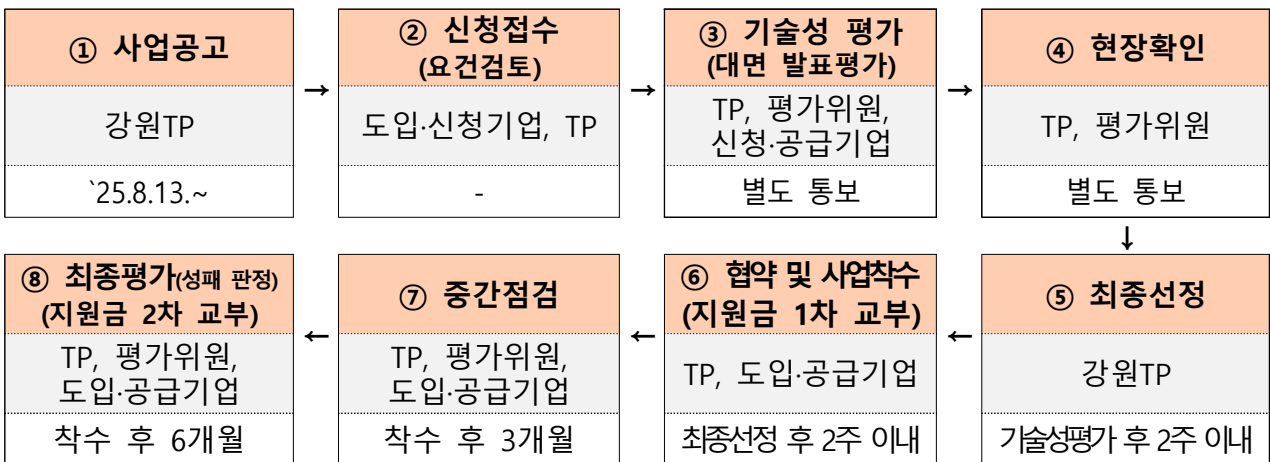 ① 사업공고
강원TP
`25.8.13.~
→
② 신청접수
(요건검토)
도입·신청기업, TP
-
→
③ 기술성 평가
(대면 발표평가)
TP, 평가위원,
신청·공급기업
별도 통보
→
④ 현장확인
TP, 평가위원
별도 통보
↓
⑤ 최종선정
강원TP
기술성평가 후 2주 이내
←
⑥ 협약 및 사업착수
(지원금 1차 교부)
TP, 도입·공급기업
최종선정 후 2주 이내
←
⑦ 중간점검
TP, 평가위원,
도입·공급기업
착수 후 3개월
←
⑧ 최종평가(성패 판정)
(지원금 2차 교부)
TP, 평가위원,
도입·공급기업
착수 후 6개월